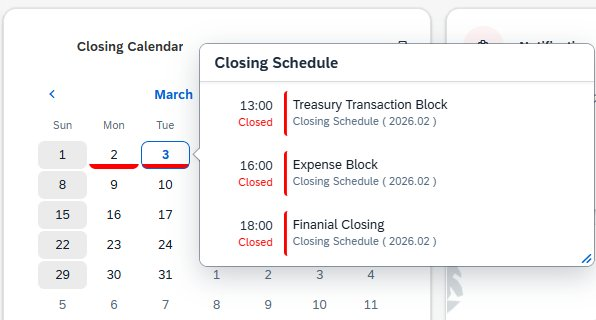 Closing Calendar
Closing Schedule
March
13:00 Treasury Transaction Block
Closed Closing Schedule ( 2026.02 )
Sun Mon Tue
1 2 3
16:00 Expense Block
Closed Closing Schedule ( 2026.02 )
8 9 10
15 16 17
18:00 Finanial Closing
Closed Closing Schedule ( 2026.02 )
22 23 24
29 30 31 1 2 3 4
5 6 7 8 9 10 11